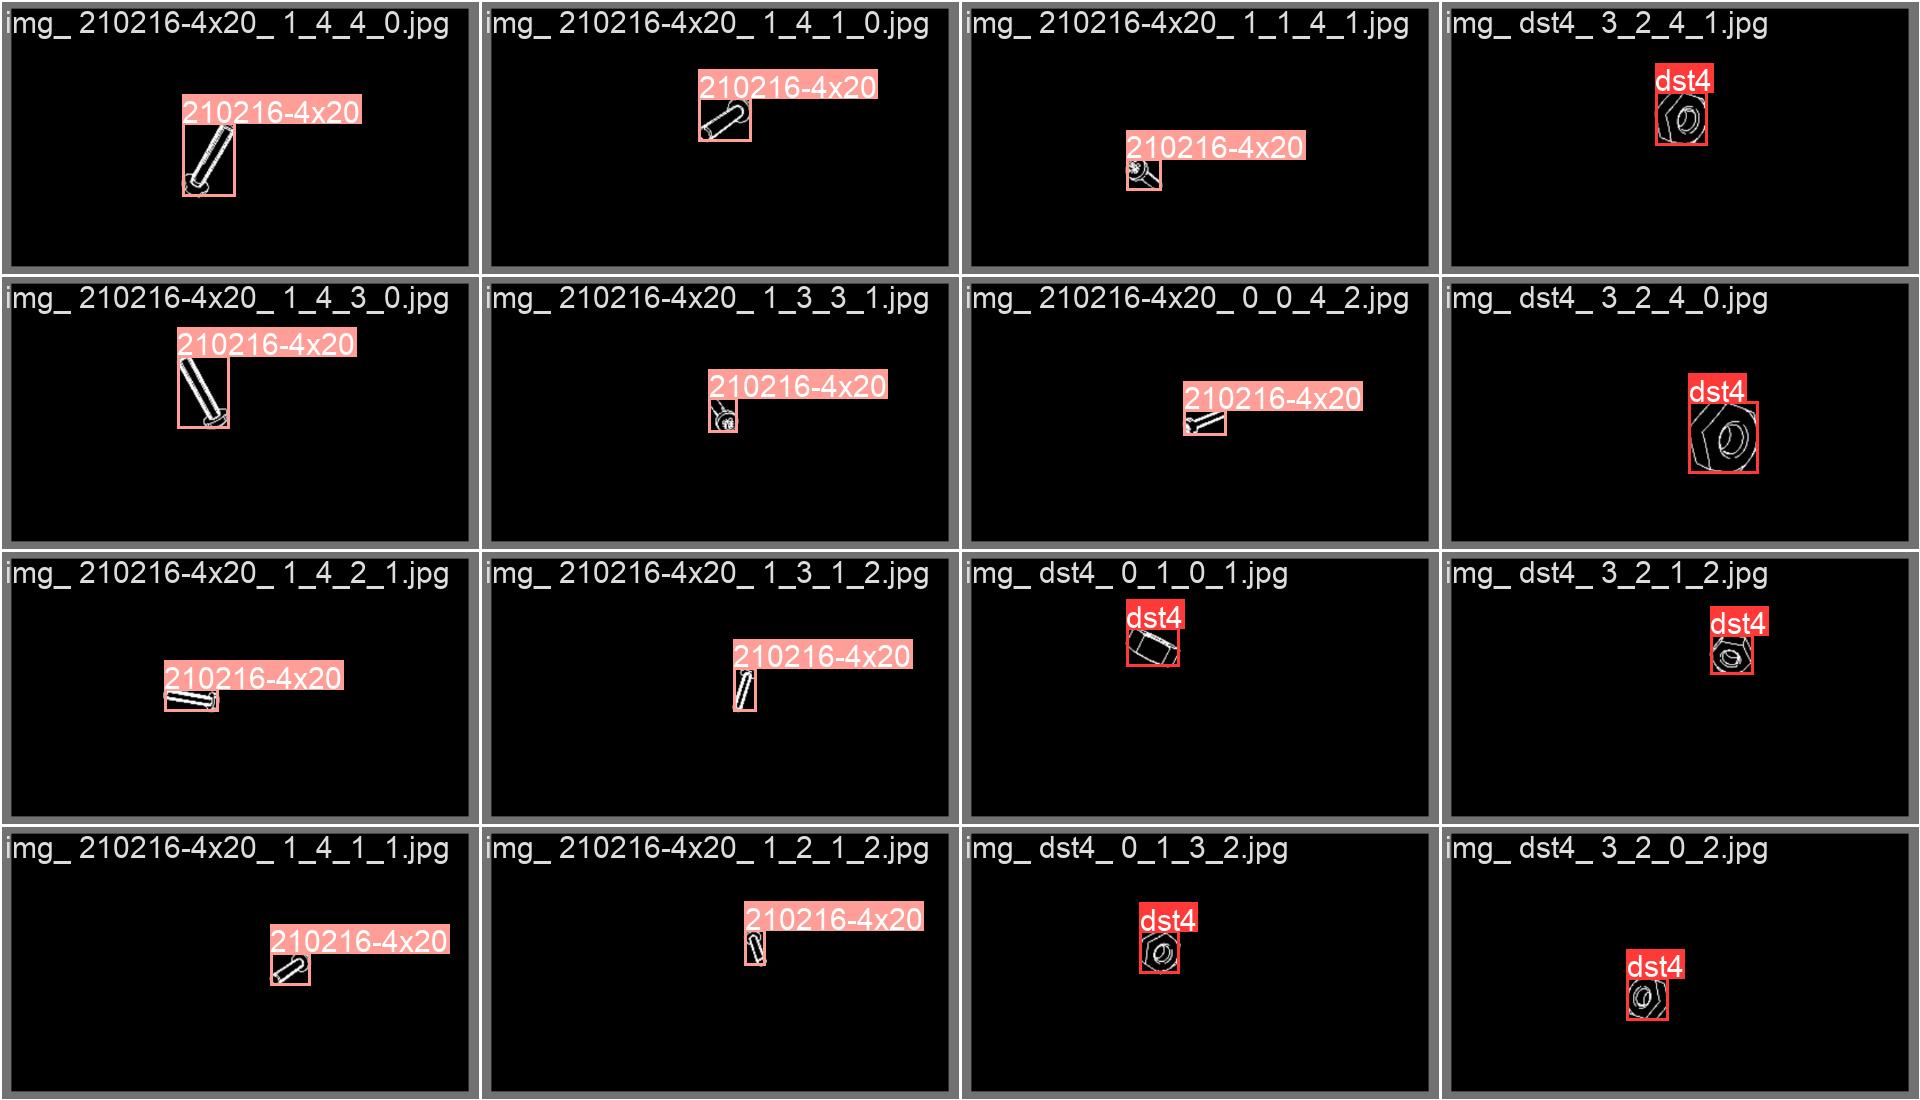 img_ 210216-4x20_ 1_4_4_0.jpg
210216-4x20
img_ 210216-4x20_ 1_4_1_0.jpg
210216-4x20
img_ 210216-4x20_ 1_1_4_1.jpg
210216-4x20
img_ dst4_ 3_2_4_1.jpg
dst4
img_ 210216-4x20_ 1_4_3_0.jpg
210216-4x20
img_ 210216-4x20_ 1_3_3_1.jpg
210216-4x20
img_ 210216-4x20_ 0_0_4_2.jpg
210216-4x20
img_ dst4_ 3_2_4_0.jpg
dst4
img_ 210216-4x20_ 1_4_2_1.jpg
210216-4x20
img_ 210216-4x20_ 1_3_1_2.jpg
210216-4x20
img_ dst4_ 0_1_0_1.jpg
dst4
img_ dst4_ 3_2_1_2.jpg
dst4
img_ 210216-4x20_ 1_4_1_1.jpg
210216-4x20
img_ 210216-4x20_ 1_2_1_2.jpg
210216-4x20
img_ dst4_ 0_1_3_2.jpg
dst4
img_ dst4_ 3_2_0_2.jpg
dst4